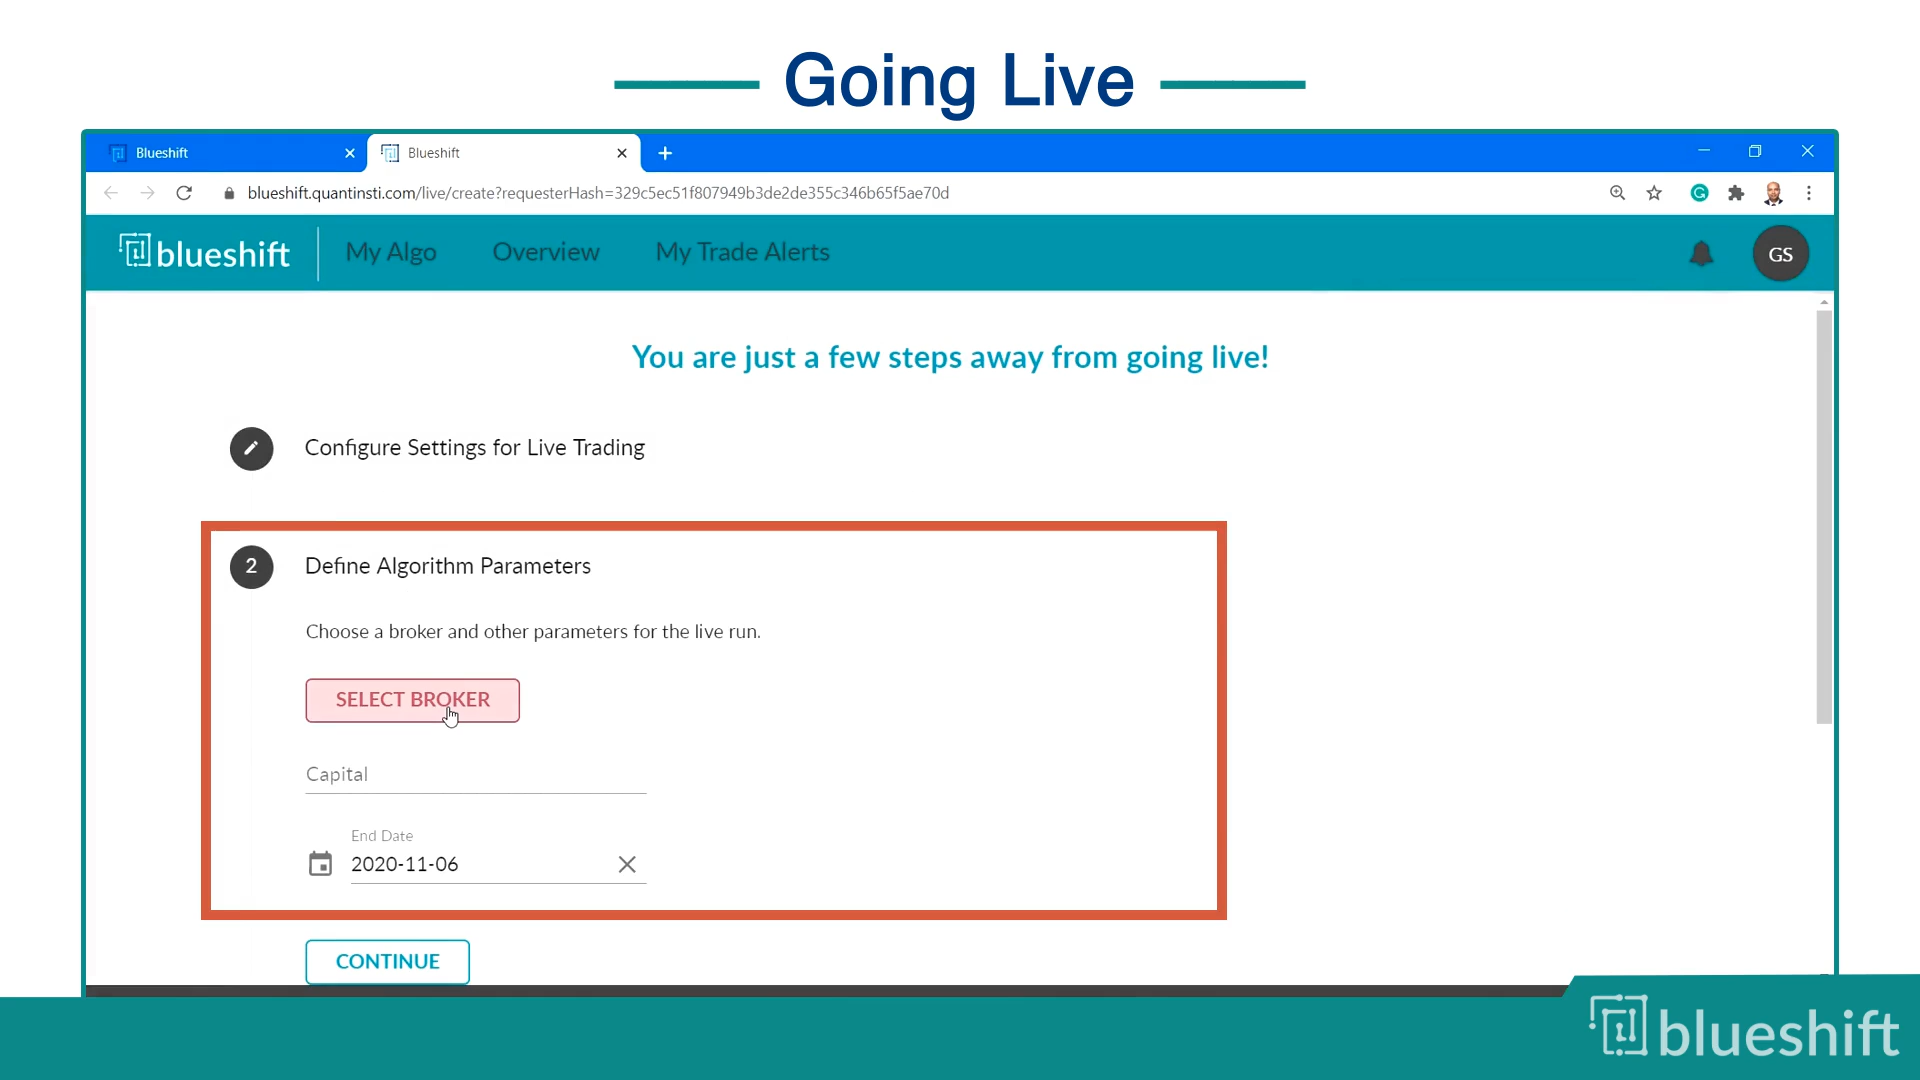 Going Live
Blueshift
Blueshift
blueshift.quantinsti.com/live/create?requesterHash=329c5ec51f807949b3de2de355c346b65f5ae70d
blueshift My Algo Overview My Trade Alerts GS
You are just a few steps away from going live!
Configure Settings for Live Trading
2 Define Algorithm Parameters
Choose a broker and other parameters for the live run.
SELECT BROKER
Capital
End Date
2020-11-06
CONTINUE
blueshift